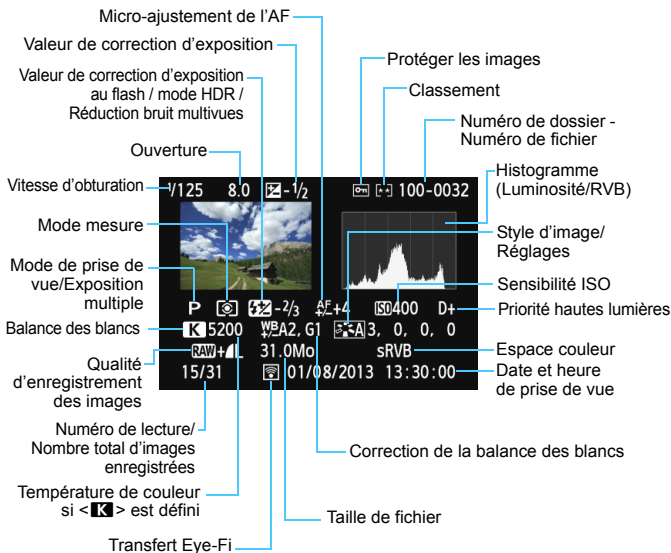 Micro-ajustement de l’AF
Valeur de correction d’exposition
Valeur de correction d’exposition
au flash / mode HDR /
Réduction bruit multivues
Ouverture
Vitesse d’obturation
Mode mesure
Mode de prise de
vue/Exposition
multiple
Balance des blancs
Qualité
d’enregistrement
des images
Numéro de lecture/
Nombre total d’images
enregistrées
Température de couleur
si <K> est défini
Transfert Eye-Fi
Protéger les images
Classement
Numéro de dossier -
Numéro de fichier
Histogramme
(Luminosité/RVB)
Style d’image/
Réglages
Sensibilité ISO
Priorité hautes lumières
Espace couleur
Date et heure
de prise de vue
Correction de la balance des blancs
Taille de fichier
1/125 8.0 -1/2 100-0032
P -2/3 AF+4 ISO400 D+
K 5200 WB A2, G1 A 3, 0, 0, 0
RAW+L 31.0Mo sRVB
15/31 01/08/2013 13:30:00